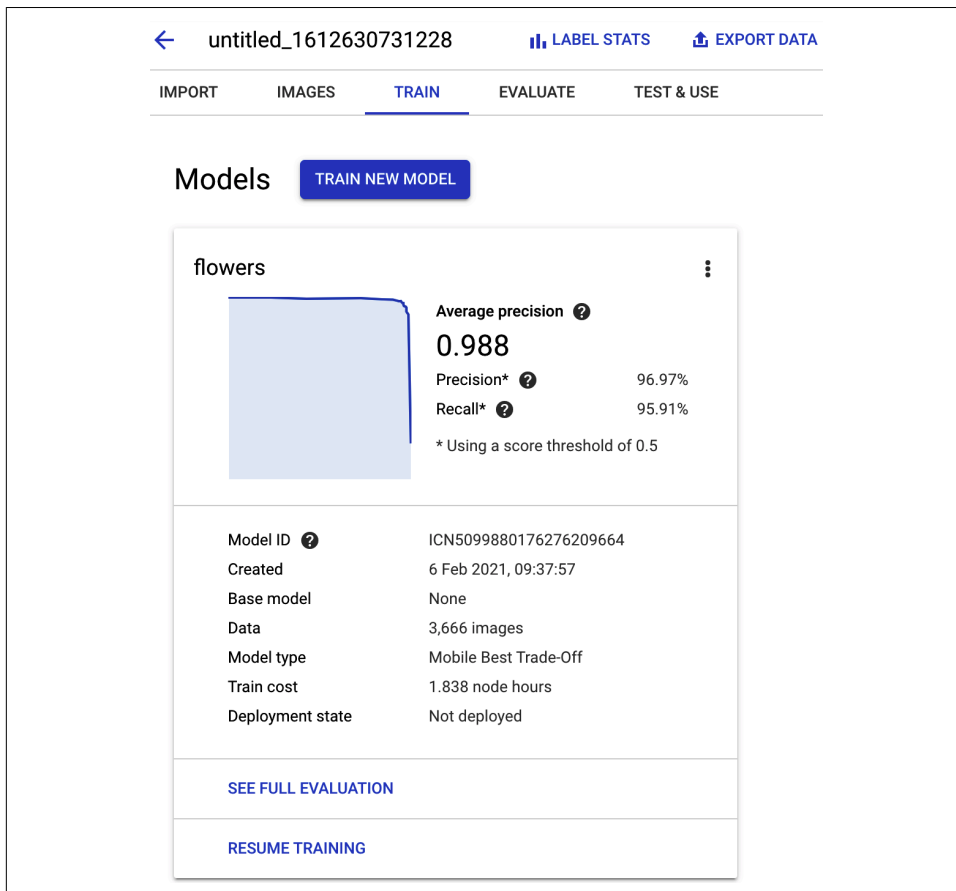 untitled_1612630731228 LABEL STATS EXPORT DATA
IMPORT IMAGES TRAIN EVALUATE TEST & USE
Models TRAIN NEW MODEL
flowers
Average precision ?
0.988
Precision* ? 96.97%
Recall* ? 95.91%
* Using a score threshold of 0.5
Model ID ? ICN5099880176276209664
Created 6 Feb 2021, 09:37:57
Base model None
Data 3,666 images
Model type Mobile Best Trade-Off
Train cost 1.838 node hours
Deployment state Not deployed
SEE FULL EVALUATION
RESUME TRAINING